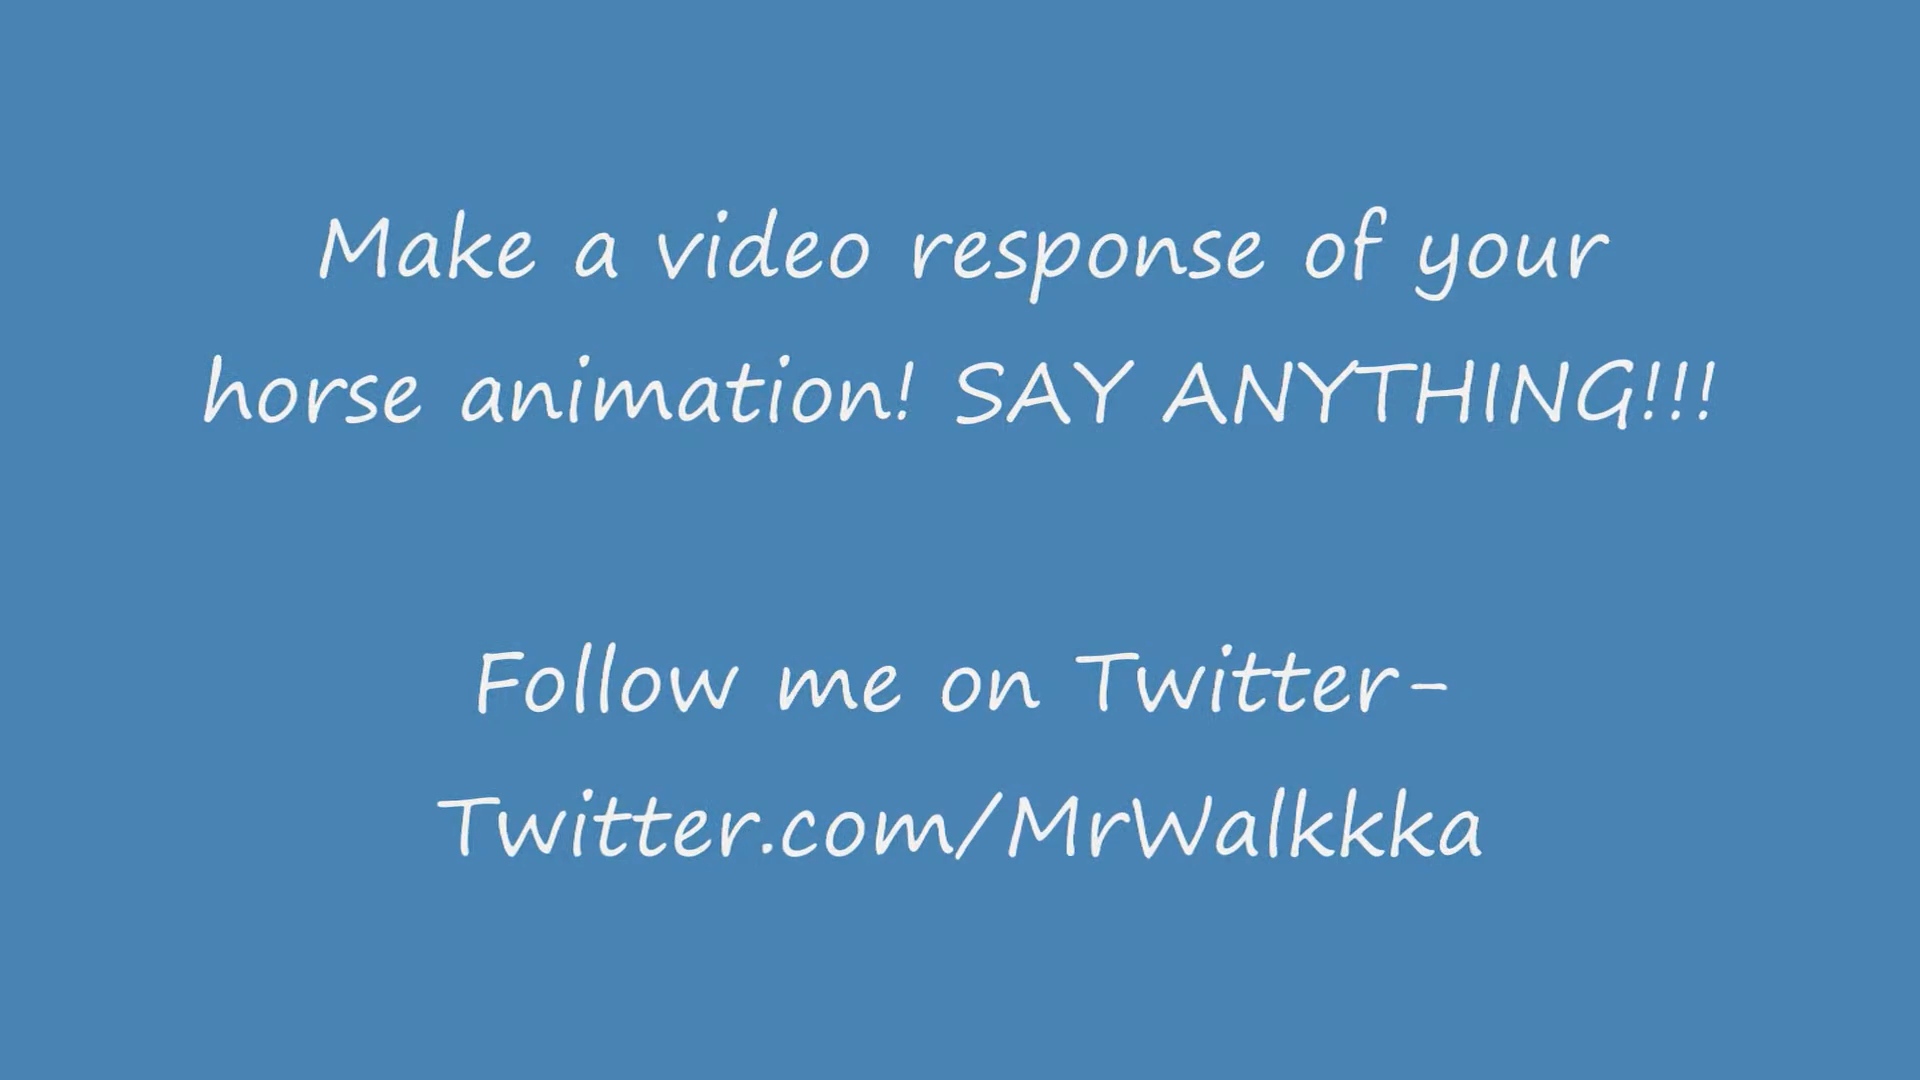 Make a video response of your
horse animation! SAY ANYTHING!!!
Follow me on Twitter-
Twitter.com/MrWalkkka